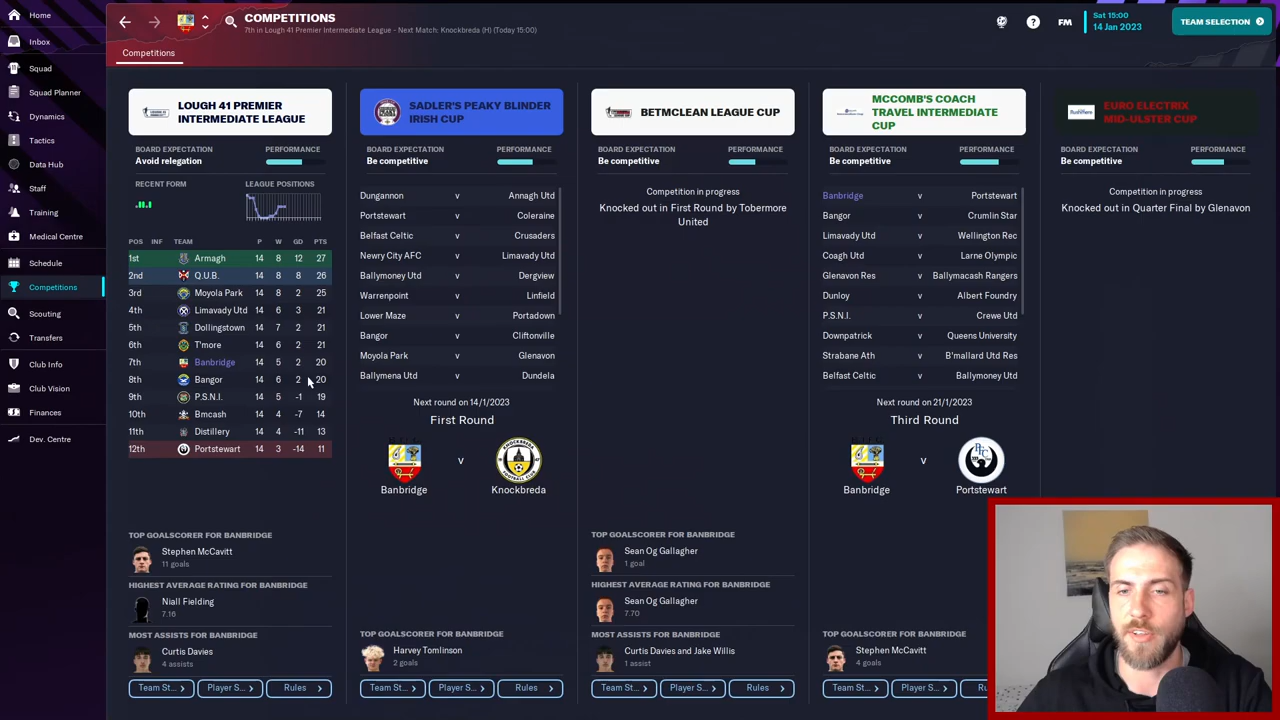 Home
Inbox
Squad
Squad Planner
Dynamics
Tactics
Data Hub
Staff
Training
Medical Centre
Schedule
Competitions
Scouting
Transfers
Club Info
Club Vision
Finances
Dev. Centre
COMPETITIONS
7th in Lough 41 Premier Intermediate League - Next Match: Knockbreda (H) (Today 15:00)
FM
Sat 15:00
14 Jan 2023
TEAM SELECTION
Competitions
LOUGH 41 PREMIER
INTERMEDIATE LEAGUE
BOARD EXPECTATION PERFORMANCE
Avoid relegation
RECENT FORM LEAGUE POSITIONS
POS INF TEAM P W GD PTS
1st Armagh 14 8 12 27
2nd Q.U.B. 14 8 8 26
3rd Moyola Park 14 8 2 25
4th Limavady Utd 14 6 3 21
5th Dollingstown 14 7 2 21
6th T'more 14 6 2 21
7th Banbridge 14 5 2 20
8th Bangor 14 6 2 20
9th P.S.N.I. 14 5 -1 19
10th Bmcash 14 4 -7 14
11th Distillery 14 4 -11 13
12th Portstewart 14 3 -14 11
TOP GOALSCORER FOR BANBRIDGE
Stephen McCavitt
11 goals
HIGHEST AVERAGE RATING FOR BANBRIDGE
Niall Fielding
7.16
MOST ASSISTS FOR BANBRIDGE
Curtis Davies
4 assists
Team St... Player S... Rules
SADLER'S PEAKY BLINDER
IRISH CUP
BOARD EXPECTATION PERFORMANCE
Be competitive
Dungannon v Annagh Utd
Portstewart v Coleraine
Belfast Celtic v Crusaders
Newry City AFC v Limavady Utd
Ballymoney Utd v Dergview
Warrenpoint v Linfield
Lower Maze v Portadown
Bangor v Cliftonville
Moyola Park v Glenavon
Ballymena Utd v Dundela
Next round on 14/1/2023
First Round
v
Banbridge Knockbreda
TOP GOALSCORER FOR BANBRIDGE
Harvey Tomlinson
2 goals
Team St... Player S... Rules
BETMCLEAN LEAGUE CUP
BOARD EXPECTATION PERFORMANCE
Be competitive
Competition in progress
Knocked out in First Round by Tobermore
United
TOP GOALSCORER FOR BANBRIDGE
Sean Og Gallagher
1 goal
HIGHEST AVERAGE RATING FOR BANBRIDGE
Sean Og Gallagher
7.70
MOST ASSISTS FOR BANBRIDGE
Curtis Davies and Jake Willis
1 assist
Team St... Player S... Rules
MCCOMB'S COACH
TRAVEL INTERMEDIATE
CUP
BOARD EXPECTATION PERFORMANCE
Be competitive
Banbridge v Portstewart
Bangor v Crumlin Star
Limavady Utd v Wellington Rec
Coagh Utd v Larne Olympic
Glenavon Res v Ballymacash Rangers
Dunloy v Albert Foundry
P.S.N.I. v Crewe Utd
Downpatrick v Queens University
Strabane Ath v B'mallard Utd Res
Belfast Celtic v Ballymoney Utd
Next round on 21/1/2023
Third Round
v
Banbridge Portstewart
TOP GOALSCORER FOR BANBRIDGE
Stephen McCavitt
4 goals
Team St... Player S... Ru
EURO ELECTRIX
MID-ULSTER CUP
BOARD EXPECTATION PERFORMANCE
Be competitive
Competition in progress
Knocked out in Quarter Final by Glenavon